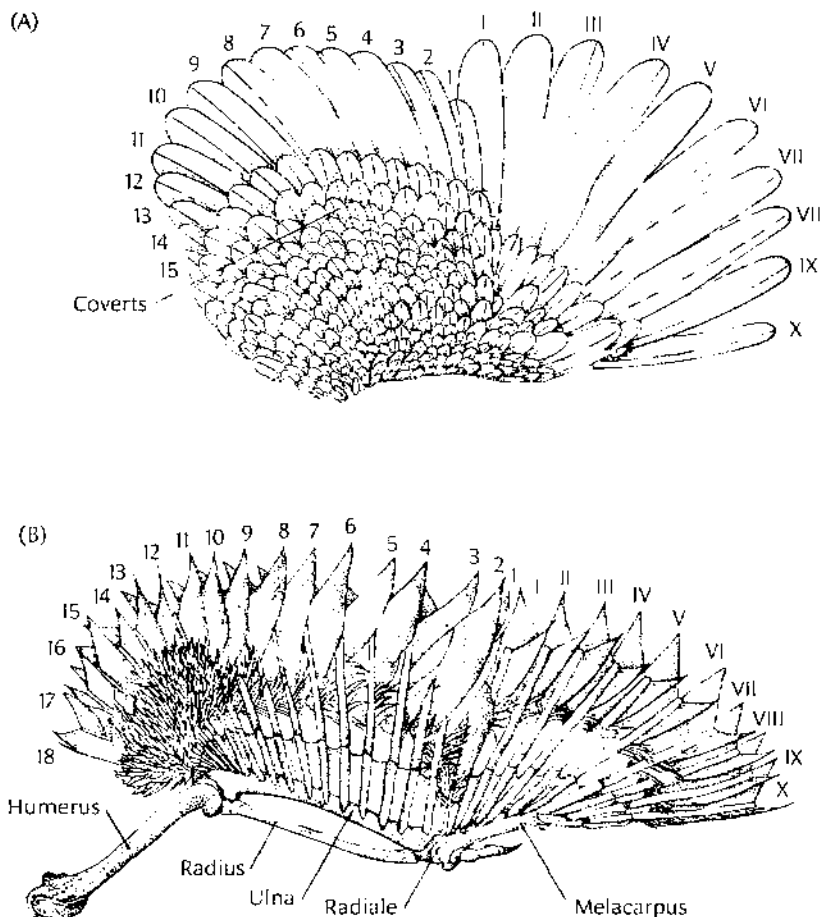 (A)
1
2
3
4
5
6
7
8
9
10
11
12
13
14
15
I
II
III
IV
V
VI
VII
VII
IX
X
Coverts
(B)
18
17
16
15
14
13
12
11
10
9
8
7
6
5
4
3
2
1
I
II
III
IV
V
VI
VII
VIII
IX
X
Humerus
Radius
Ulna
Radiale
Melacarpus